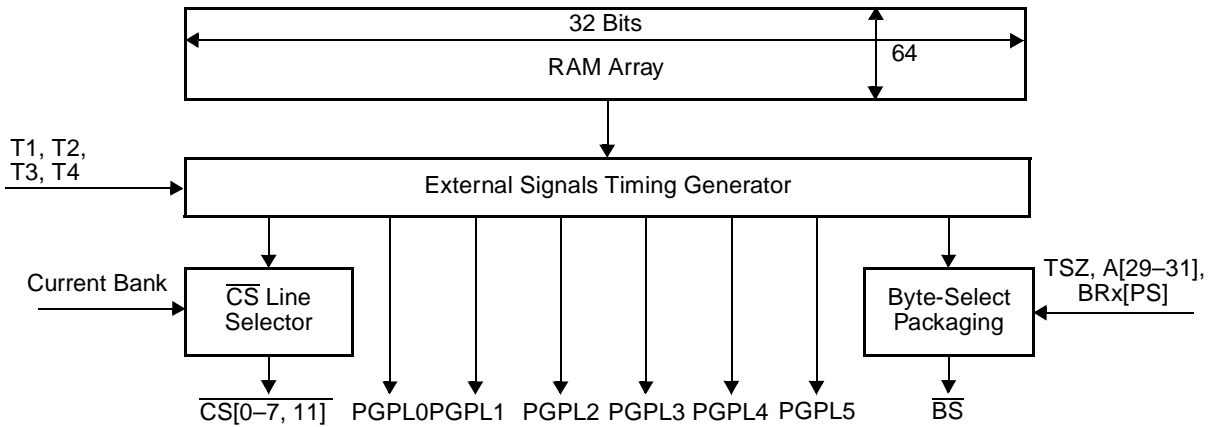 32 Bits
64
RAM Array
T1, T2,
T3, T4
External Signals Timing Generator
Current Bank
CS Line
Selector
TSZ, A[29–31],
BRx[PS]
Byte-Select
Packaging
CS[0–7, 11] PGPL0 PGPL1 PGPL2 PGPL3 PGPL4 PGPL5 BS